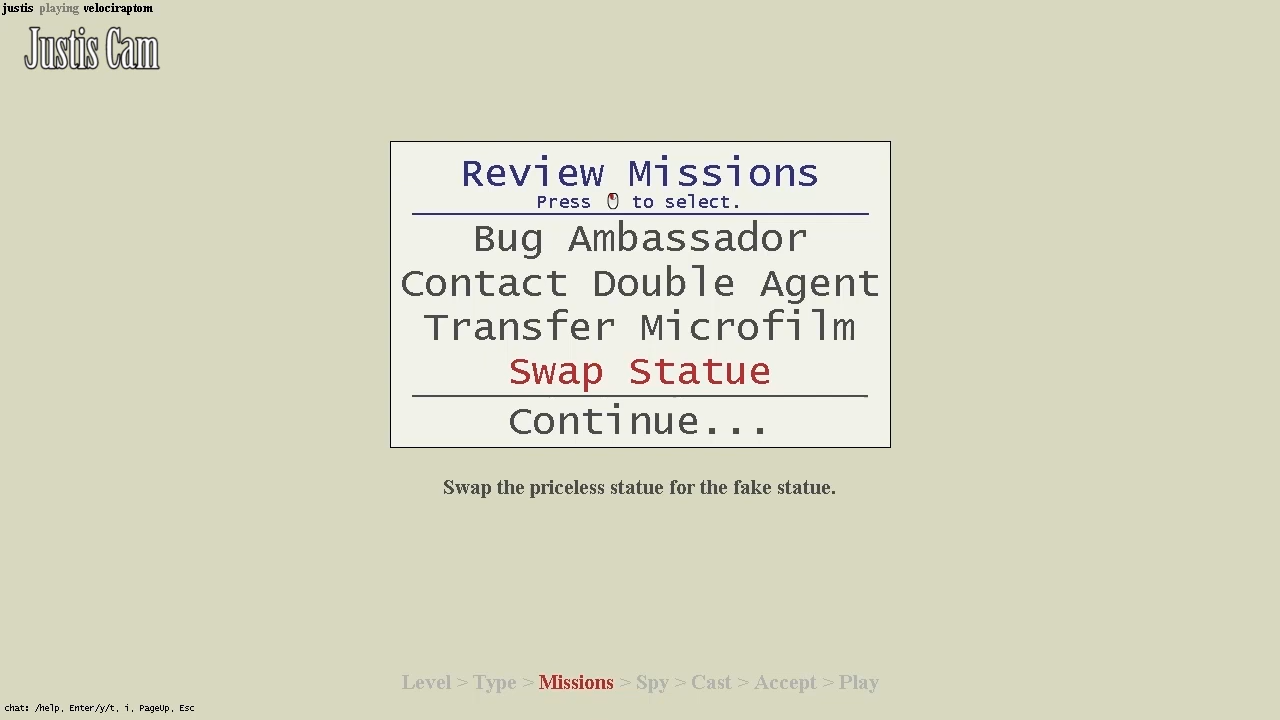 justis playing velociraptom
Justis Cam
Review Missions
Press to select.
Bug Ambassador
Contact Double Agent
Transfer Microfilm
Swap Statue
Continue...
Swap the priceless statue for the fake statue.
Level > Type > Missions > Spy > Cast > Accept > Play
chat: /help, Enter/y/t, i, PageUp, Esc